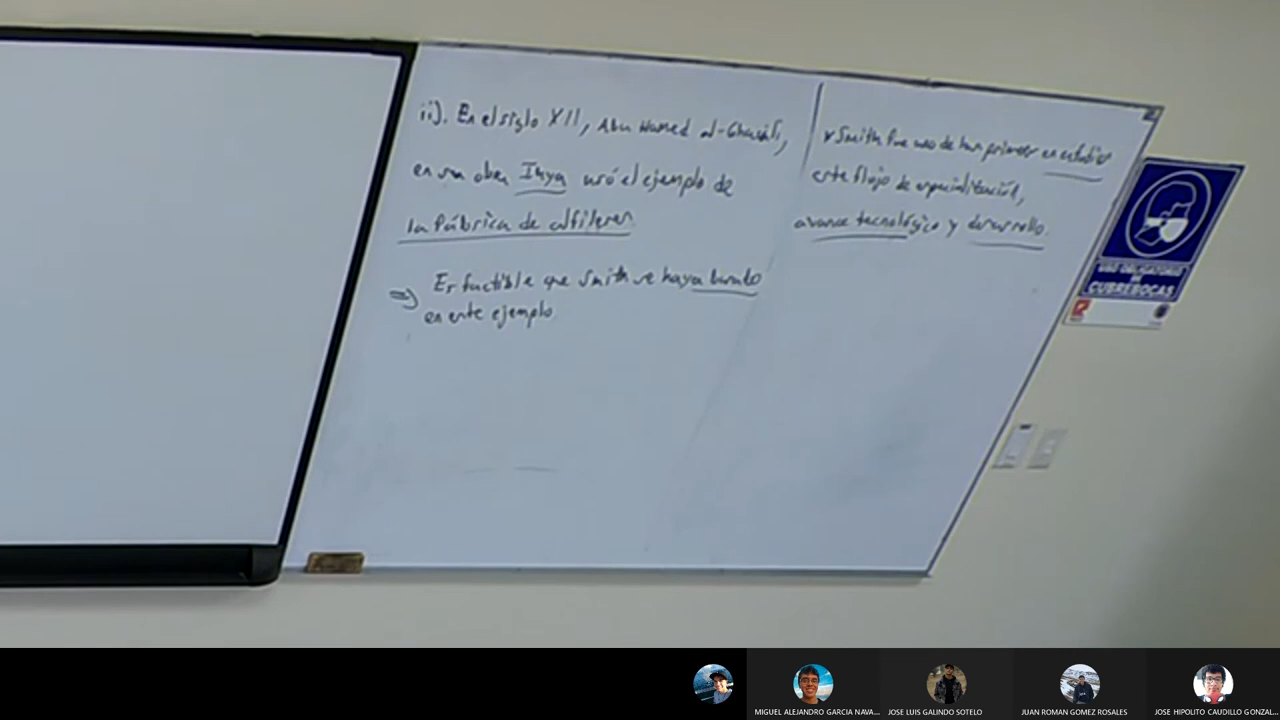 ii). En el siglo XII, Abu Hamed al-Ghazali,
en su obra Ihya usó el ejemplo de
la fábrica de alfileres.
=> Es factible que Smith se haya basado
en este ejemplo
Smith fue uno de los primer en estudiar
este flujo de especialización,
avance tecnológico y desarrollo.
CUBREBOCAS
MIGUEL ALEJANDRO GARCIA NAVA...
JOSE LUIS GALINDO SOTELO
JUAN ROMAN GOMEZ ROSALES
JOSE HIPOLITO CAUDILLO GONZAL...